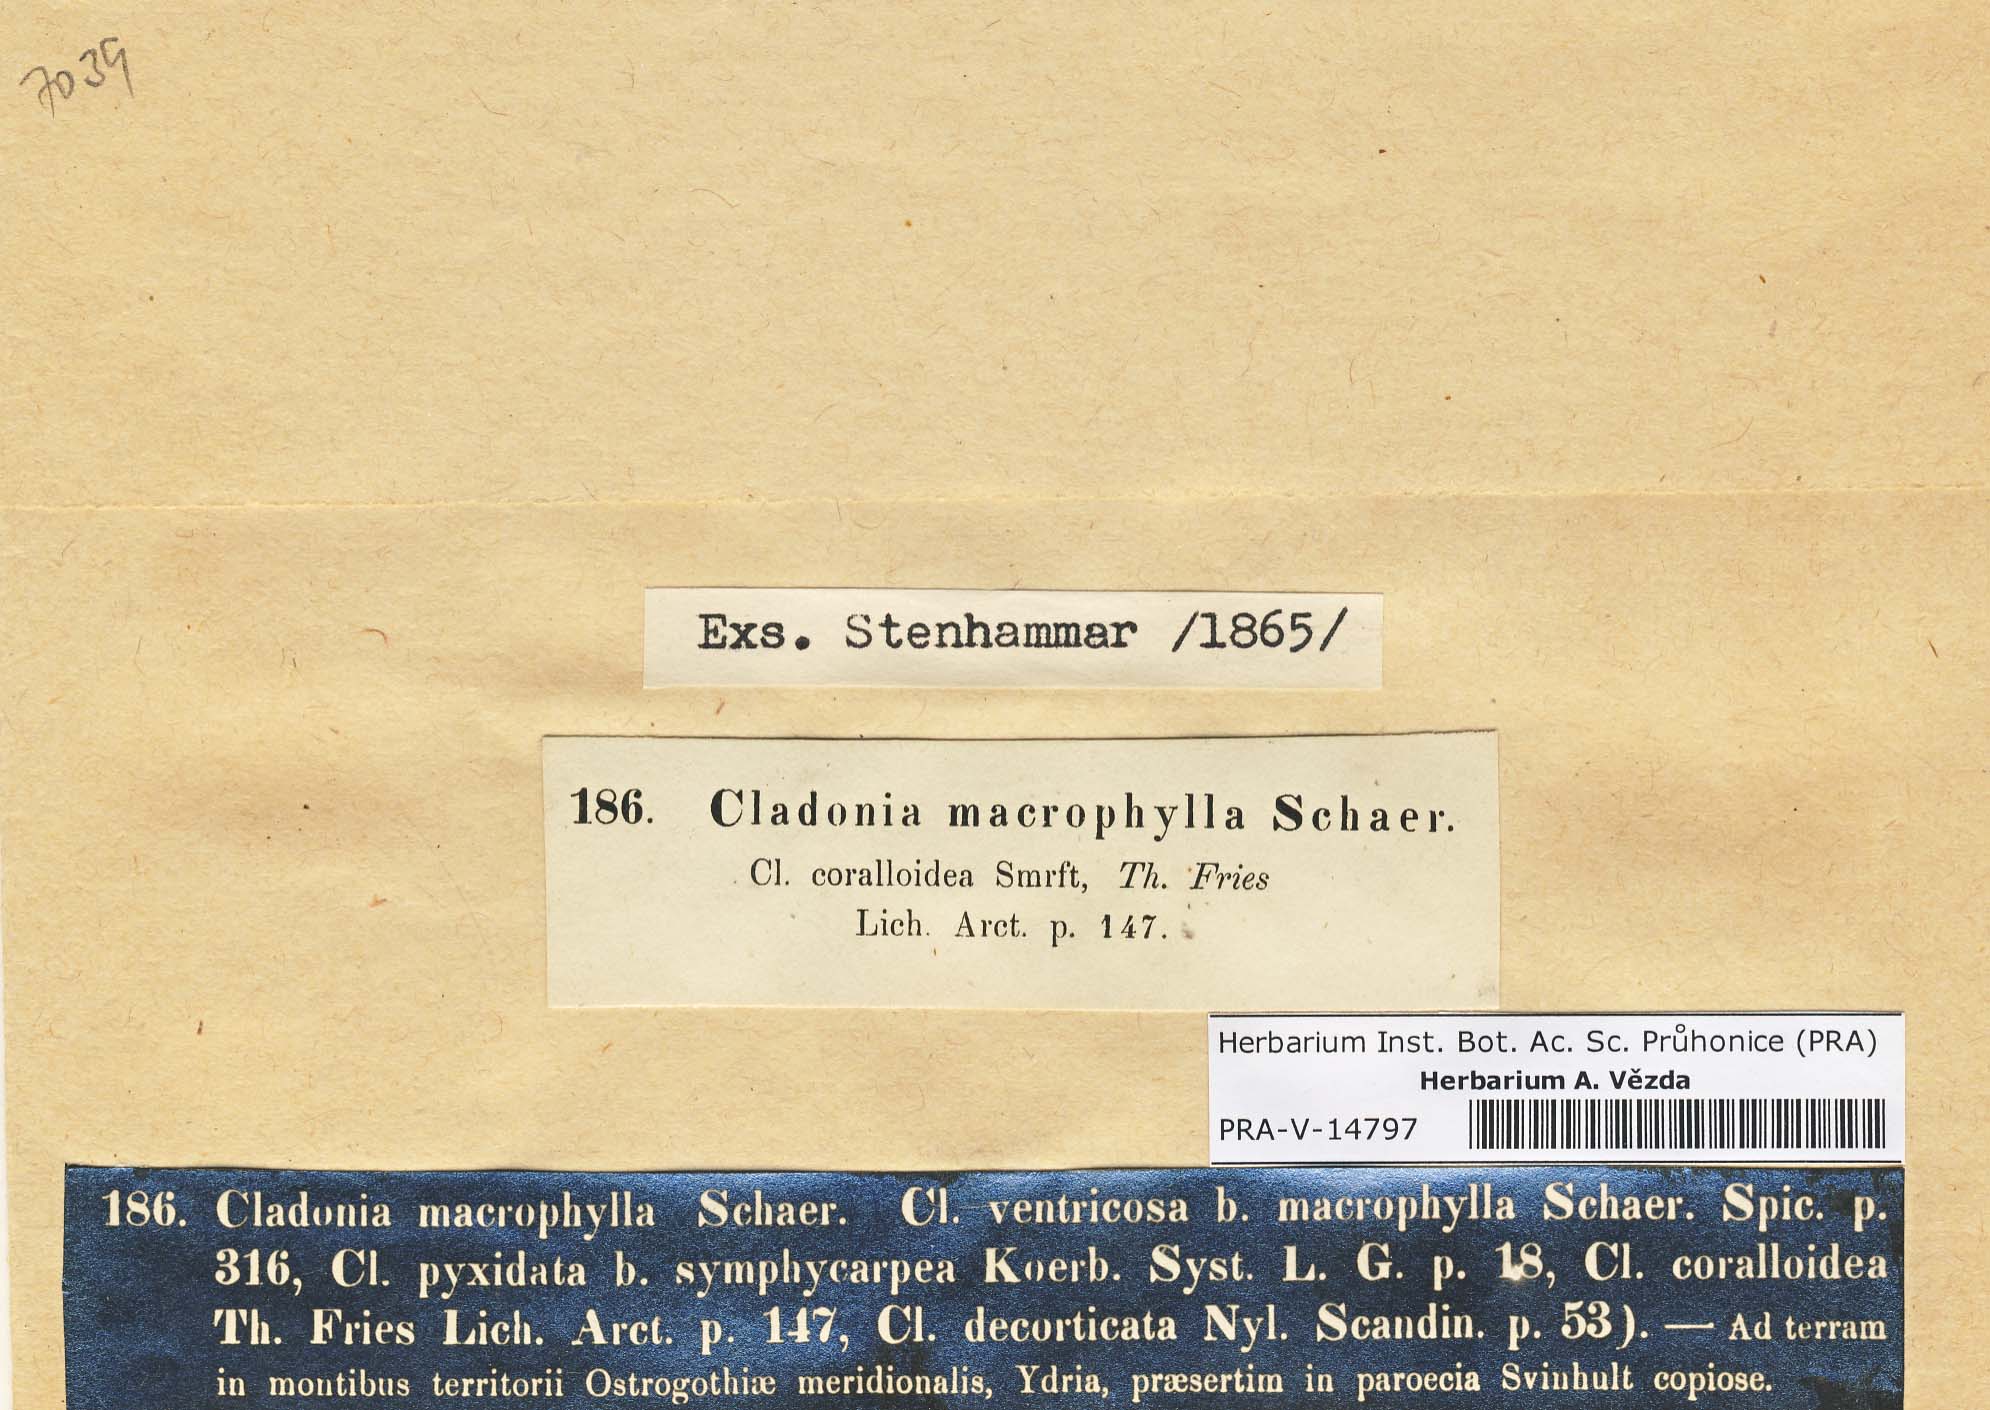 7039
Exs. Stenhammar /1865/
186. Cladonia macrophylla Schaer.
Cl. coralloidea Smrft, Th. Fries
Lich. Arct. p. 147.
Herbarium Inst. Bot. Ac. Sc. Průhonice (PRA)
Herbarium A. Vězda
PRA-V-14797
186. Cladonia macrophylla Schaer. Cl. ventricosa b. macrophylla Schaer. Spic. p.
316, Cl. pyxidata b. symphycarpea Koerb. Syst. L. G. p. 18, Cl. coralloidea
Th. Fries Lich. Arct. p. 147, Cl. decorticata Nyl. Scandin. p. 53). — Ad terram
in montibus territorii Ostrogothiæ meridionalis, Ydria, præsertim in paroecia Svinhult copiose.